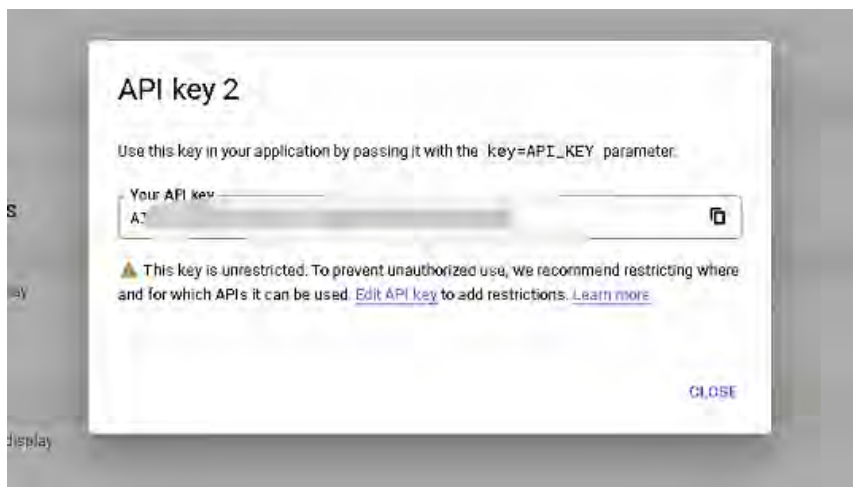 API key 2
Use this key in your application by passing it with the key=API_KEY parameter.
Your API key
s
This key is unrestricted. To prevent unauthorized use, we recommend restricting where
and for which APIs it can be used. Edit API key to add restrictions. Learn more
CLOSE
display